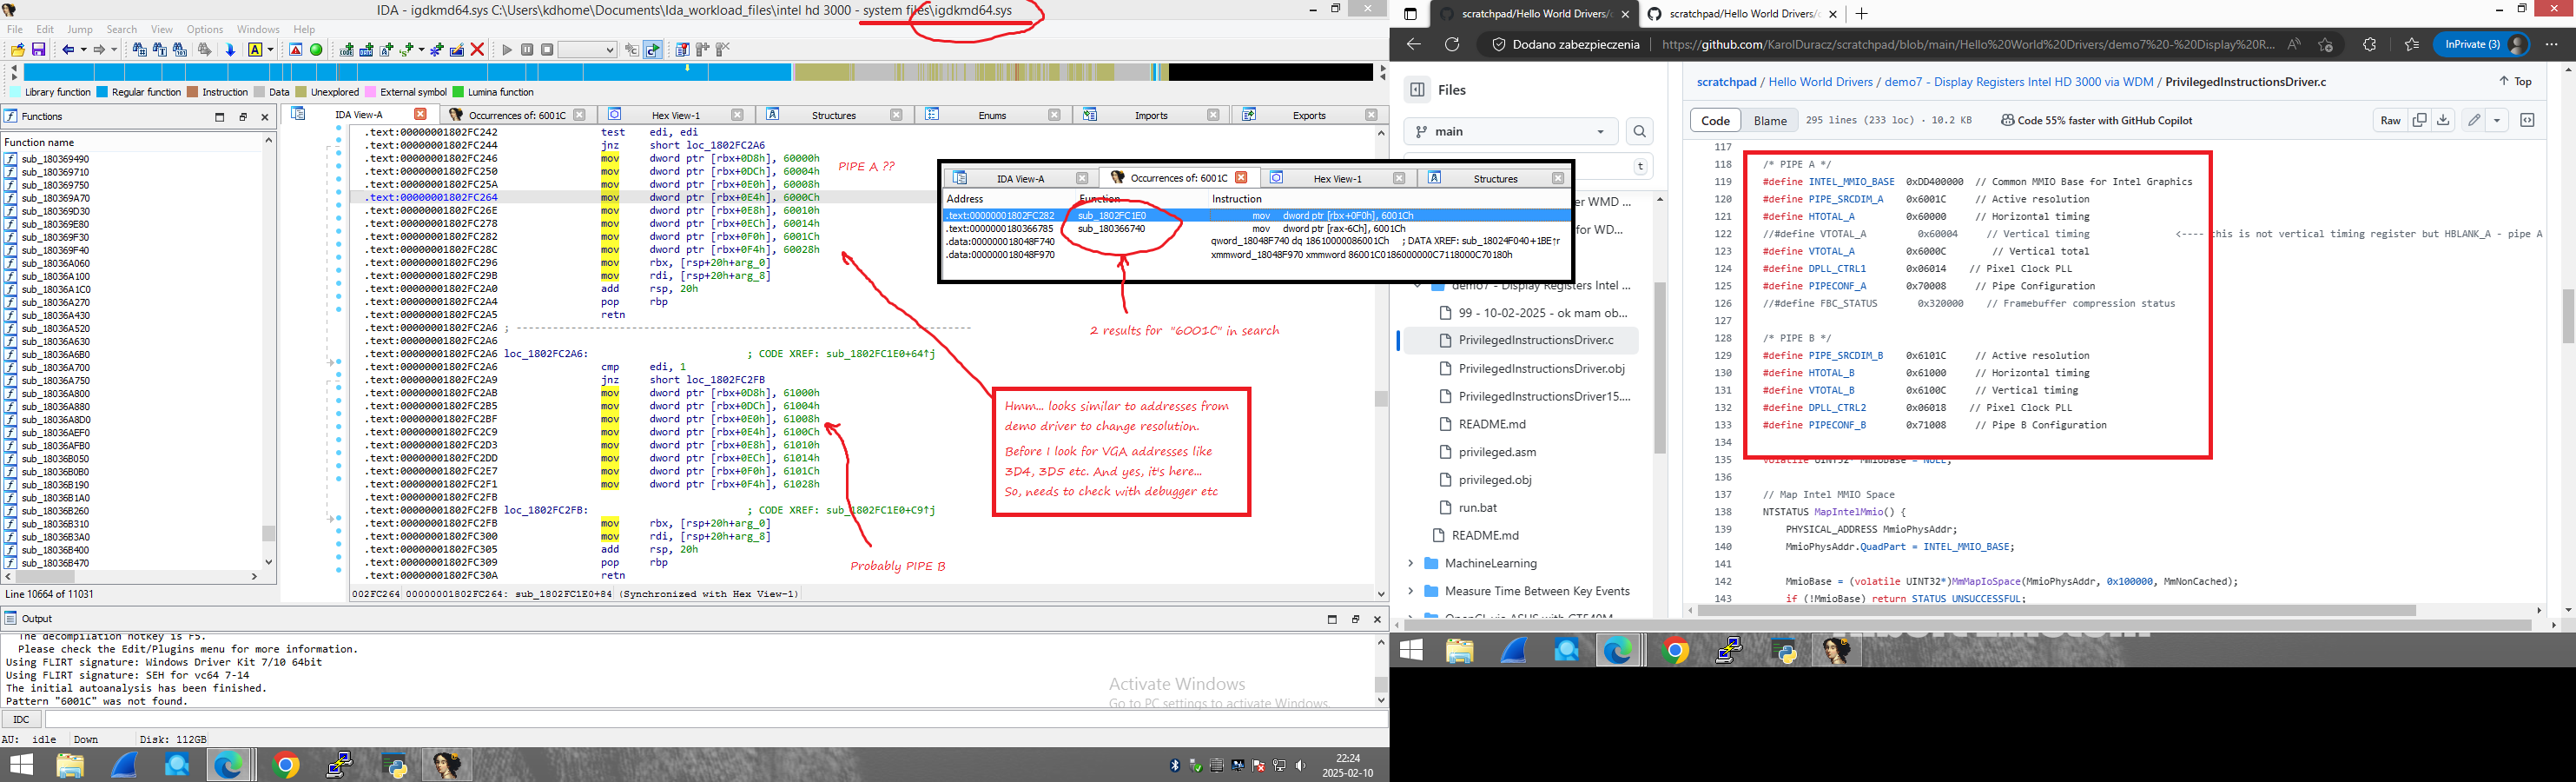 IDA - igdkmd64.sys C:\Users\kdhome\Documents\Ida_workload_files\intel hd 3000 - system files\igdkmd64.sys
File Edit Jump Search View Options Windows Help
Library function Regular function Instruction Data Unexplored External symbol Lumina function
Functions
Function name
sub_180369490
sub_180369710
sub_180369750
sub_180369A70
sub_180369D30
sub_180369E80
sub_180369F30
sub_180369F40
sub_18036A060
sub_18036A100
sub_18036A1C0
sub_18036A270
sub_18036A430
sub_18036A520
sub_18036A630
sub_18036A6B0
sub_18036A700
sub_18036A750
sub_18036A800
sub_18036A880
sub_18036A8D0
sub_18036AEF0
sub_18036AFB0
sub_18036B050
sub_18036B0B0
sub_18036B190
sub_18036B1A0
sub_18036B260
sub_18036B310
sub_18036B3A0
sub_18036B400
sub_18036B470
Line 10664 of 11031
IDA View-A Occurrences of: 6001C Hex View-1 Structures Enums Imports Exports
.text:00000001802FC242 test edi, edi
.text:00000001802FC244 jnz short loc_1802FC2A6
.text:00000001802FC246 mov dword ptr [rbx+0D8h], 60000h
.text:00000001802FC250 mov dword ptr [rbx+0DCh], 60004h
.text:00000001802FC25A mov dword ptr [rbx+0E0h], 60008h
.text:00000001802FC264 mov dword ptr [rbx+0E4h], 6000Ch
.text:00000001802FC26E mov dword ptr [rbx+0E8h], 60010h
.text:00000001802FC278 mov dword ptr [rbx+0ECh], 60014h
.text:00000001802FC282 mov dword ptr [rbx+0F0h], 6001Ch
.text:00000001802FC28C mov dword ptr [rbx+0F4h], 60028h
.text:00000001802FC296 mov rbx, [rsp+20h+arg_0]
.text:00000001802FC29B mov rdi, [rsp+20h+arg_8]
.text:00000001802FC2A0 add rsp, 20h
.text:00000001802FC2A4 pop rbp
.text:00000001802FC2A5 retn
.text:00000001802FC2A6 ; ---------------------------------------------------------------------------
.text:00000001802FC2A6
.text:00000001802FC2A6 loc_1802FC2A6: ; CODE XREF: sub_1802FC1E0+64↑j
.text:00000001802FC2A6 cmp edi, 1
.text:00000001802FC2A9 jnz short loc_1802FC2FB
.text:00000001802FC2AB mov dword ptr [rbx+0D8h], 61000h
.text:00000001802FC2B5 mov dword ptr [rbx+0DCh], 61004h
.text:00000001802FC2BF mov dword ptr [rbx+0E0h], 61008h
.text:00000001802FC2C9 mov dword ptr [rbx+0E4h], 6100Ch
.text:00000001802FC2D3 mov dword ptr [rbx+0E8h], 61010h
.text:00000001802FC2DD mov dword ptr [rbx+0ECh], 61014h
.text:00000001802FC2E7 mov dword ptr [rbx+0F0h], 6101Ch
.text:00000001802FC2F1 mov dword ptr [rbx+0F4h], 61028h
.text:00000001802FC2FB
.text:00000001802FC2FB loc_1802FC2FB: ; CODE XREF: sub_1802FC1E0+C9↑j
.text:00000001802FC2FB mov rbx, [rsp+20h+arg_0]
.text:00000001802FC300 mov rdi, [rsp+20h+arg_8]
.text:00000001802FC305 add rsp, 20h
.text:00000001802FC309 pop rbp
.text:00000001802FC30A retn
002FC264 00000001802FC264: sub_1802FC1E0+84 (Synchronized with Hex View-1)
PIPE A ??
Probably PIPE B
IDA View-A Occurrences of: 6001C Hex View-1 Structures
Address Function Instruction
.text:00000001802FC282 sub_1802FC1E0 mov dword ptr [rbx+0F0h], 6001Ch
.text:0000000180366785 sub_180366740 mov dword ptr [rax-6Ch], 6001Ch
.data:000000018048F740 qword_18048F740 dq 18610000086001Ch ; DATA XREF: sub_18024F040+1BE↑r
.data:000000018048F970 xmmword_18048F970 xmmword 86001C0186000000C7118000C70180h
2 results for "6001C" in search
Hmm... looks similar to addresses from
demo driver to change resolution.
Before I look for VGA addresses like
3D4, 3D5 etc. And yes, it's here...
So, needs to check with debugger etc
Output
The decompilation hotkey is F5.
Please check the Edit/Plugins menu for more information.
Using FLIRT signature: Windows Driver Kit 7/10 64bit
Using FLIRT signature: SEH for vc64 7-14
The initial autoanalysis has been finished.
Pattern "6001C" was not found.
IDC
AU: idle Down Disk: 112GB
Activate Windows
Go to PC settings to activate Windows.
22:24
2025-02-10
scratchpad/Hello World Drivers/ scratchpad/Hello World Drivers/
Dodano zabezpieczenia https://github.com/KarolDuracz/scratchpad/blob/main/Hello%20World%20Drivers/demo7%20-%20Display%20R... InPrivate (3)
Files
main
t
er WMD ...
for WD...
demo7 - Display Registers Intel ...
99 - 10-02-2025 - ok mam ob...
PrivilegedInstructionsDriver.c
PrivilegedInstructionsDriver.obj
PrivilegedInstructionsDriver15....
README.md
privileged.asm
privileged.obj
run.bat
README.md
MachineLearning
Measure Time Between Key Events
scratchpad / Hello World Drivers / demo7 - Display Registers Intel HD 3000 via WDM / PrivilegedInstructionsDriver.c Top
Code Blame 295 lines (233 loc) · 10.2 KB Code 55% faster with GitHub Copilot Raw
117
118 /* PIPE A */
119 #define INTEL_MMIO_BASE 0xDD400000 // Common MMIO Base for Intel Graphics
120 #define PIPE_SRCDIM_A 0x6001C // Active resolution
121 #define HTOTAL_A 0x60000 // Horizontal timing
122 //#define VTOTAL_A 0x60004 // Vertical timing <---- this is not vertical timing register but HBLANK_A - pipe A
123 #define VTOTAL_A 0x6000C // Vertical total
124 #define DPLL_CTRL1 0x06014 // Pixel Clock PLL
125 #define PIPECONF_A 0x70008 // Pipe Configuration
126 //#define FBC_STATUS 0x320000 // Framebuffer compression status
127
128 /* PIPE B */
129 #define PIPE_SRCDIM_B 0x6101C // Active resolution
130 #define HTOTAL_B 0x61000 // Horizontal timing
131 #define VTOTAL_B 0x6100C // Vertical timing
132 #define DPLL_CTRL2 0x06018 // Pixel Clock PLL
133 #define PIPECONF_B 0x71008 // Pipe B Configuration
134
135 volatile UINT32* MmioBase = NULL;
136
137 // Map Intel MMIO Space
138 NTSTATUS MapIntelMmio() {
139 PHYSICAL_ADDRESS MmioPhysAddr;
140 MmioPhysAddr.QuadPart = INTEL_MMIO_BASE;
141
142 MmioBase = (volatile UINT32*)MmMapIoSpace(MmioPhysAddr, 0x100000, MmNonCached);
143 if (!MmioBase) return STATUS_UNSUCCESSFUL;